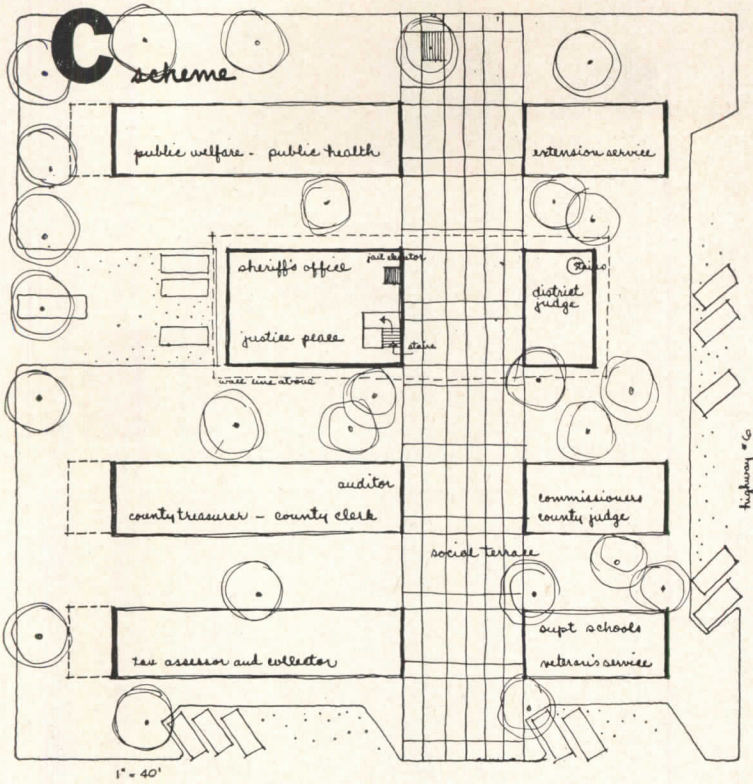 C
scheme
public welfare - public health
extension service
sheriff's office
jail elevator
stairs
district
judge
justice peace
stairs
wall line above
auditor
county treasurer - county clerk
commissioners
county judge
social terrace
highway #6
supt schools
tax assessor and collector
veteran's service
1" = 40'